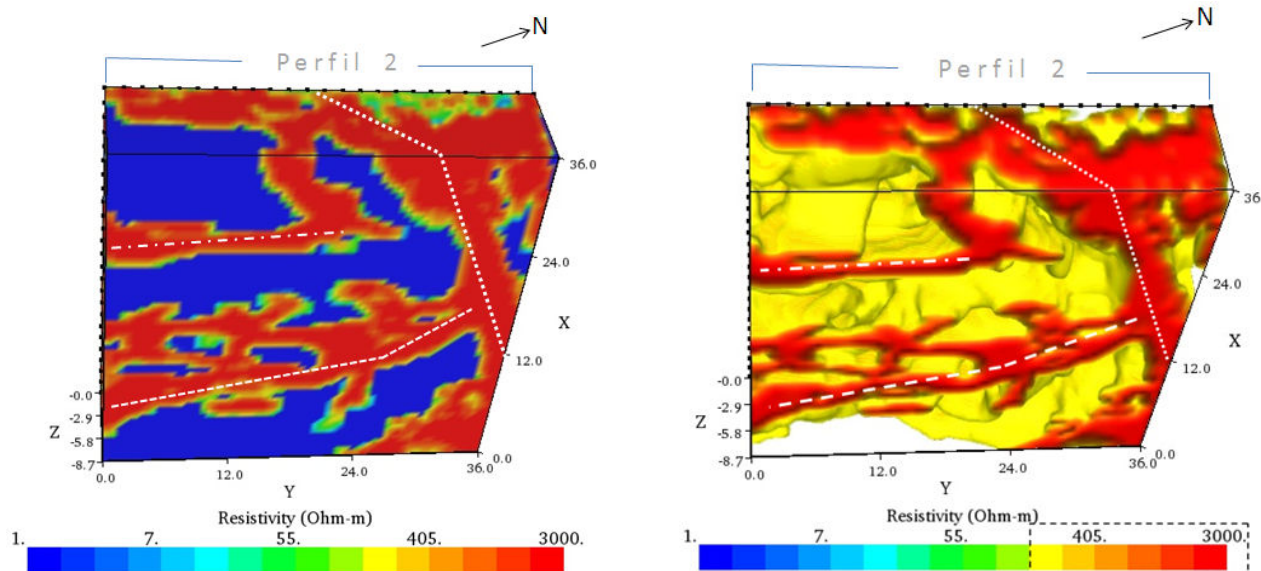 N
Perfil 2
36.0
24.0
X
12.0
-0.0
-2.9
Z
-5.8
-8.7
0.0
12.0
24.0
36.0
0.0
Y
Resistivity (Ohm-m)
1. 7. 55. 405. 3000.
N
Perfil 2
36
24.0
X
12.0
-0.0
-2.9
Z
-5.8
-8.7
0.0
12.0
24.0
36.0
0.0
Y
Resistivity (Ohm-m)
1. 7. 55. 405. 3000.